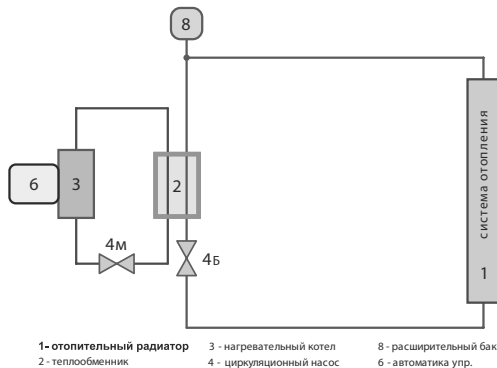 8
6
3
2
4м
4Б
система отопления
1
1- отопительный радиатор
3 - нагревательный котел
8 - расширительный бак
2 - теплообменник
4 - циркуляционный насос
6 - автоматика упр.